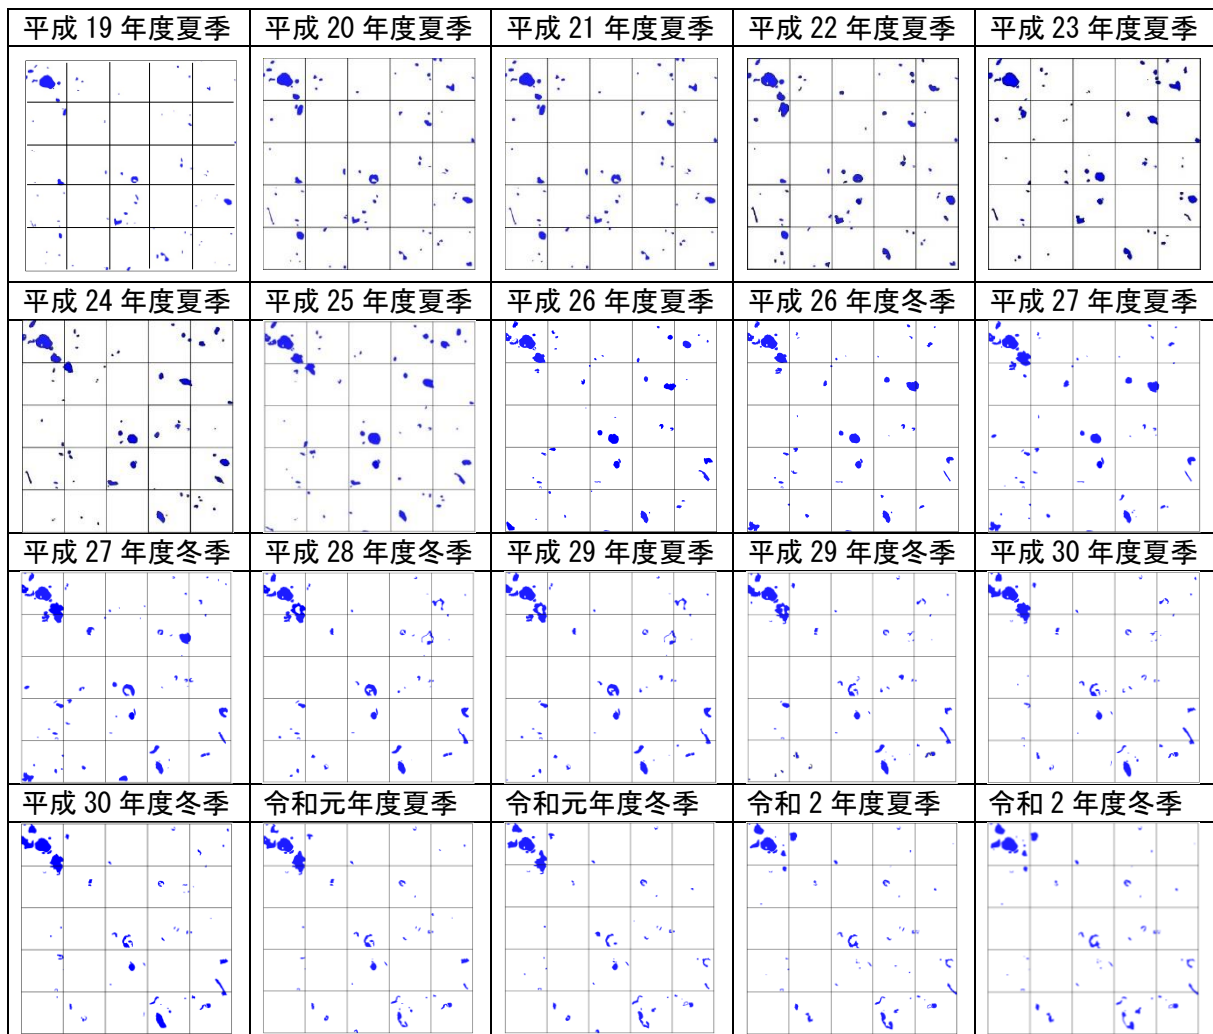 平成 19 年度夏季
平成 20 年度夏季
平成 21 年度夏季
平成 22 年度夏季
平成 23 年度夏季
平成 24 年度夏季
平成 25 年度夏季
平成 26 年度夏季
平成 26 年度冬季
平成 27 年度夏季
平成 27 年度冬季
平成 28 年度冬季
平成 29 年度夏季
平成 29 年度冬季
平成 30 年度夏季
平成 30 年度冬季
令和元年度夏季
令和元年度冬季
令和 2 年度夏季
令和 2 年度冬季